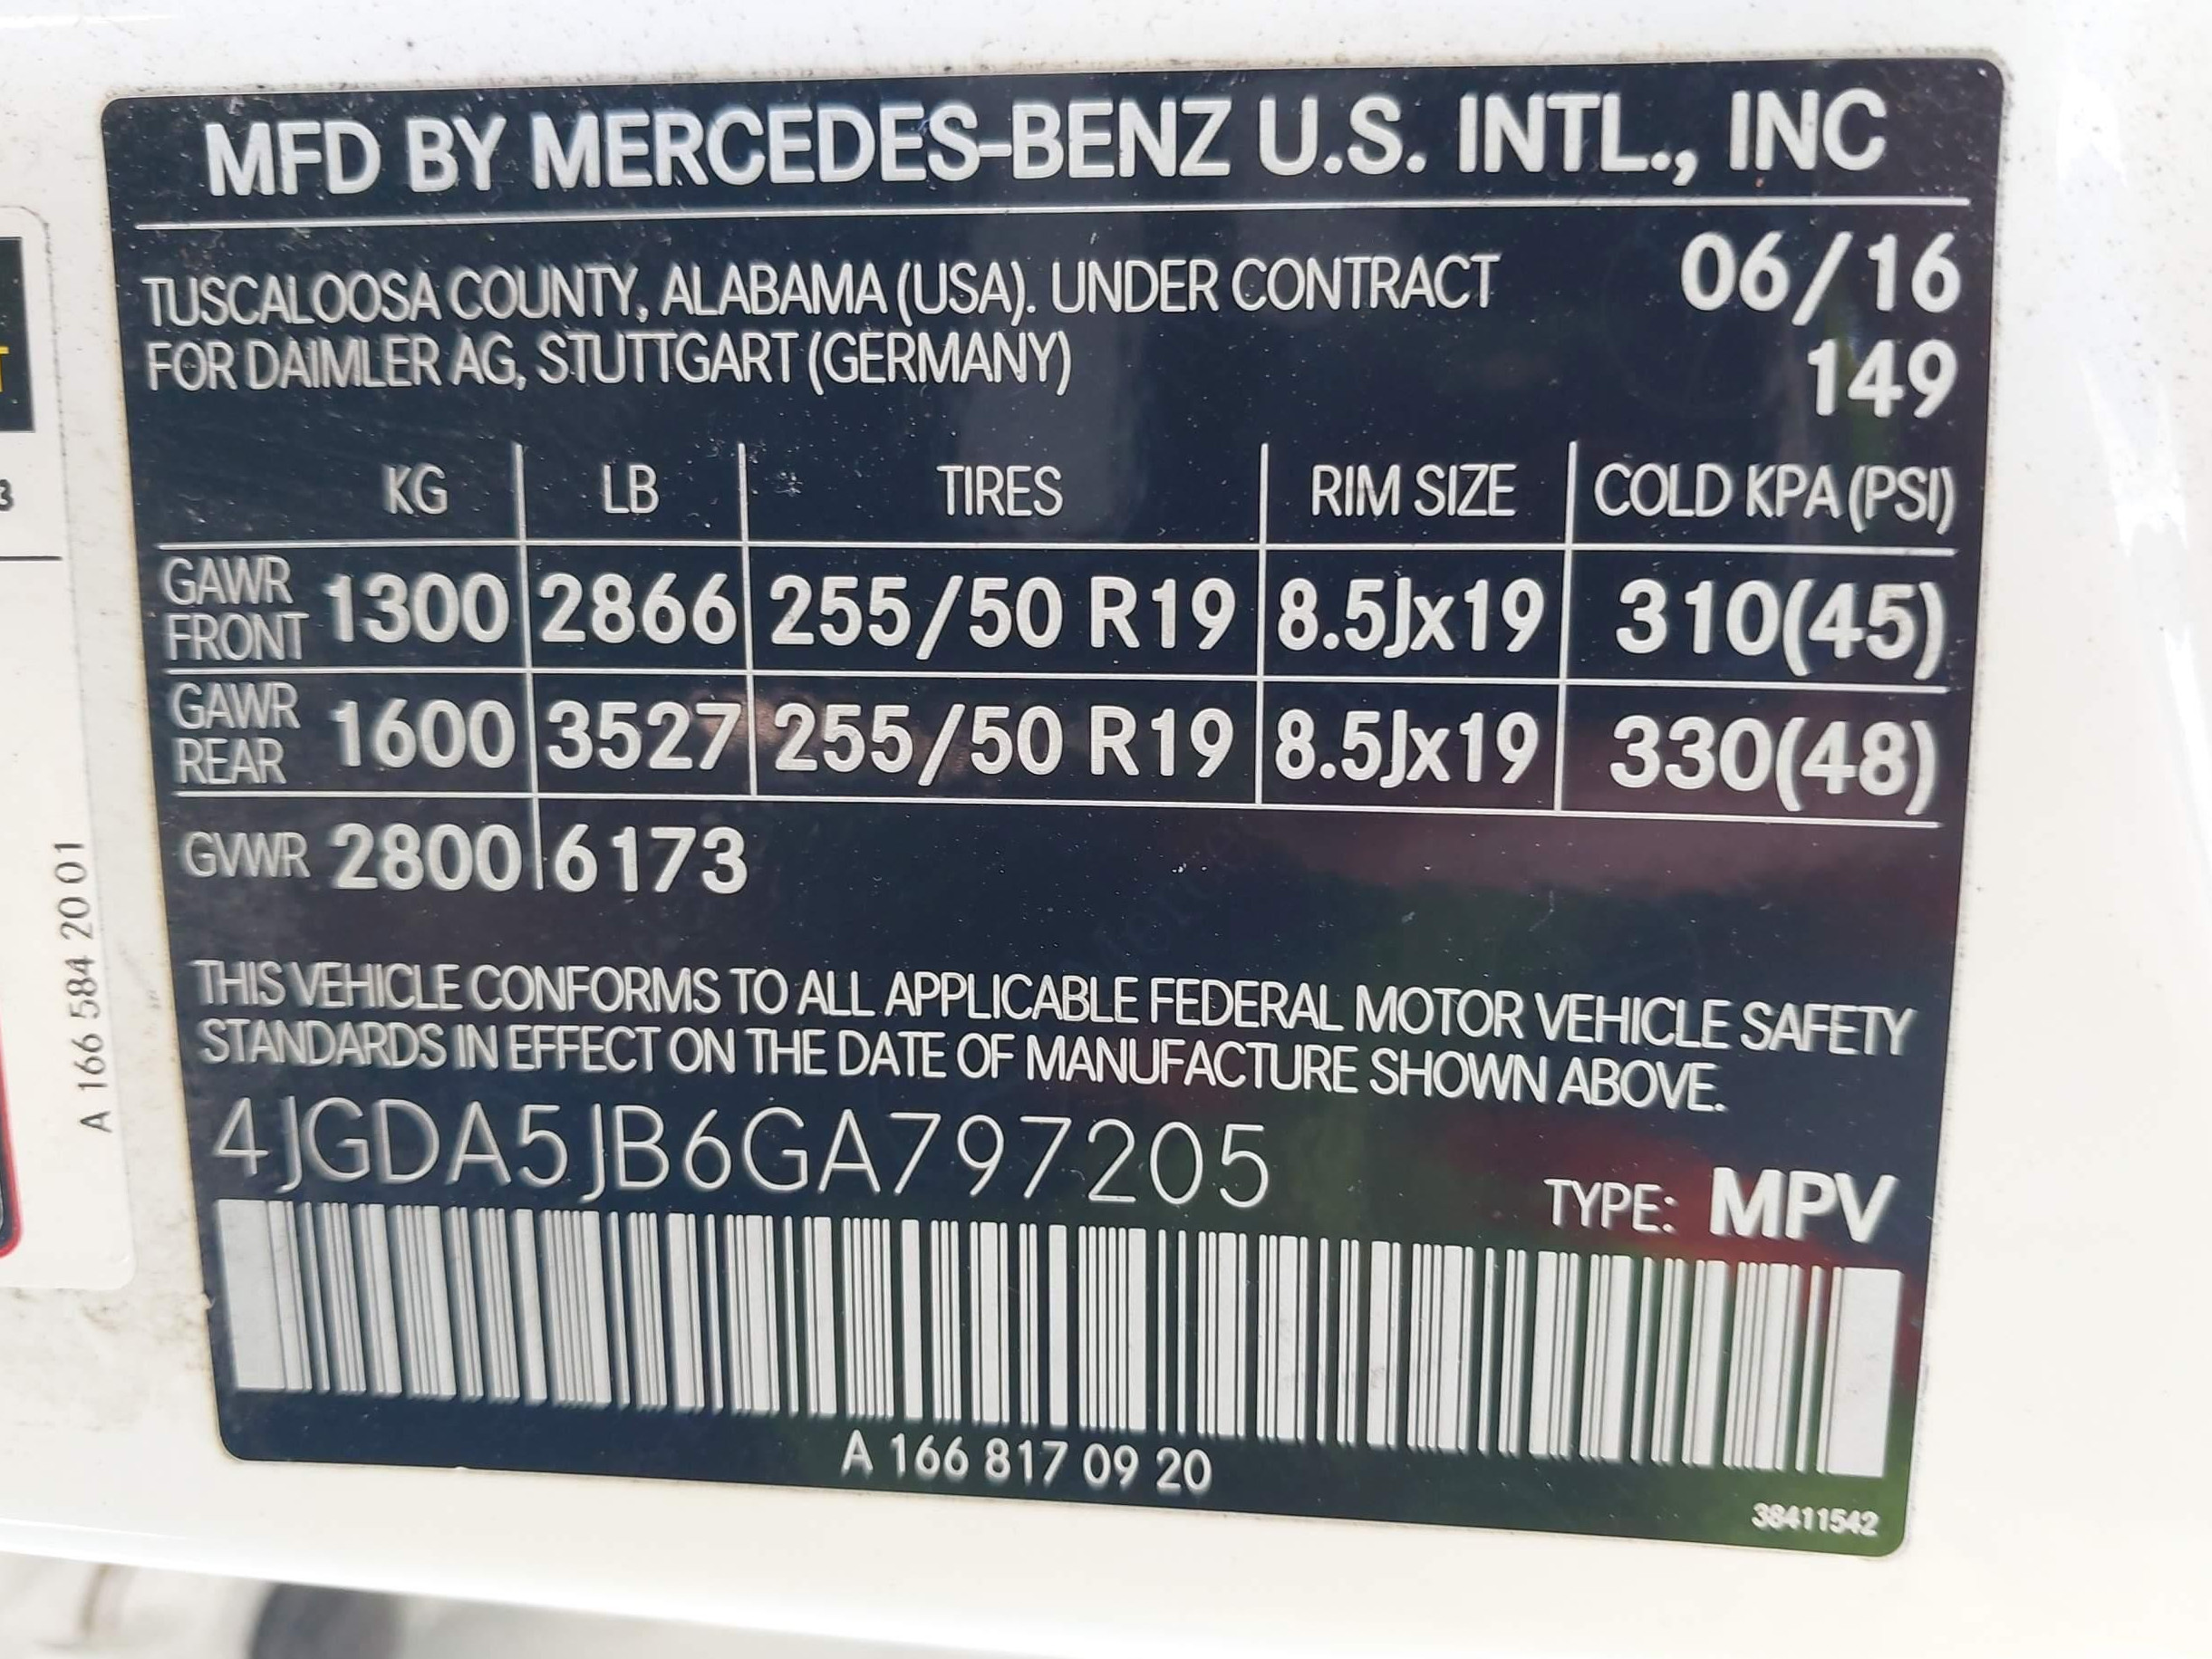 MFD BY MERCEDES-BENZ U.S. INTL., INC
TUSCALOOSA COUNTY, ALABAMA (USA). UNDER CONTRACT 06/16
FOR DAIMLER AG, STUTTGART (GERMANY) 149
KG LB TIRES RIM SIZE COLD KPA (PSI)
GAWR FRONT 1300 2866 255/50 R19 8.5Jx19 310(45)
GAWR REAR 1600 3527 255/50 R19 8.5Jx19 330(48)
GVWR 2800 6173
THIS VEHICLE CONFORMS TO ALL APPLICABLE FEDERAL MOTOR VEHICLE SAFETY
STANDARDS IN EFFECT ON THE DATE OF MANUFACTURE SHOWN ABOVE.
4JGDA5JB6GA797205
TYPE: MPV
A 166 817 09 20
38411542
A 166 584 20 01